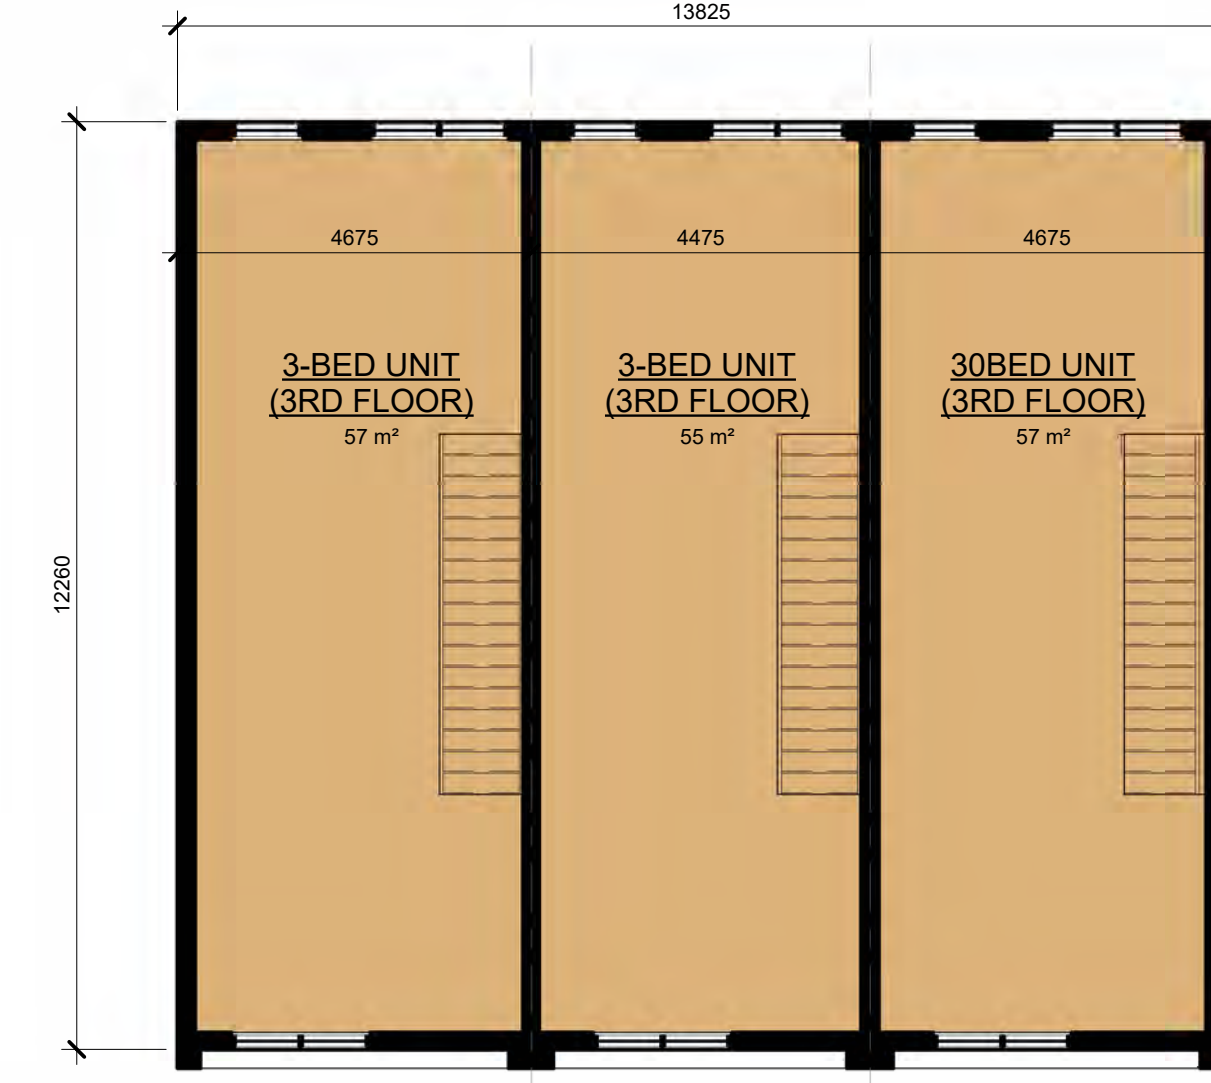 13825
4675
4475
4675
3-BED UNIT
(3RD FLOOR)
57 m²
3-BED UNIT
(3RD FLOOR)
55 m²
30BED UNIT
(3RD FLOOR)
57 m²
12260